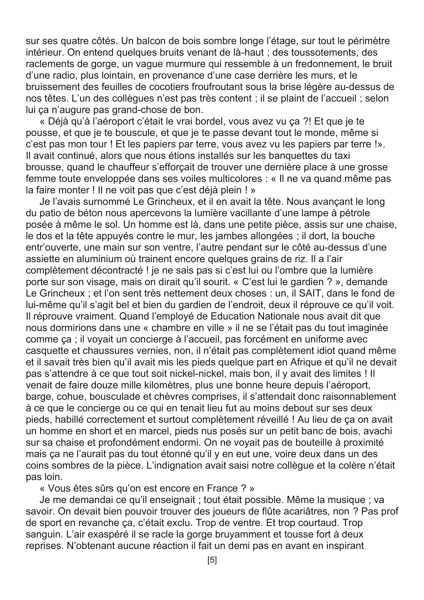 sur ses quatre côtés. Un balcon de bois sombre longe l'étage, sur tout le périmètre
intérieur. On entend quelques bruits venant de là-haut ; des toussotements, des
raclements de gorge, un vague murmure qui ressemble à un fredonnement, le bruit
d'une radio, plus lointain, en provenance d'une case derrière les murs, et le
bruissement des feuilles de cocotiers froufroutant sous la brise légère au-dessus de
nos têtes. L'un des collègues n'est pas très content ; il se plaint de l'accueil ; selon
lui ça n'augure pas grand-chose de bon.
« Déjà qu'à l'aéroport c'était le vrai bordel, vous avez vu ça ?! Et que je te
pousse, et que je te bouscule, et que je te passe devant tout le monde, même si
c'est pas mon tour ! Et les papiers par terre, vous avez vu les papiers par terre !».
Il avait continué, alors que nous étions installés sur les banquettes du taxi
brousse, quand le chauffeur s'efforçait de trouver une dernière place à une grosse
femme toute enveloppée dans ses voiles multicolores : « Il ne va quand même pas
la faire monter ! Il ne voit pas que c'est déjà plein ! »
Je l'avais surnommé Le Grincheux, et il en avait la tête. Nous avançant le long
du patio de béton nous apercevons la lumière vacillante d'une lampe à pétrole
posée à même le sol. Un homme est là, dans une petite pièce, assis sur une chaise,
le dos et la tête appuyés contre le mur, les jambes allongées ; il dort, la bouche
entr'ouverte, une main sur son ventre, l'autre pendant sur le côté au-dessus d'une
assiette en aluminium où trainent encore quelques grains de riz. Il a l'air
complètement décontracté ! je ne sais pas si c'est lui ou l'ombre que la lumière
porte sur son visage, mais on dirait qu'il sourit. « C'est lui le gardien ? », demande
Le Grincheux ; et l'on sent très nettement deux choses : un, il SAIT, dans le fond de
lui-même qu'il s'agit bel et bien du gardien de l'endroit, deux il réprouve ce qu'il voit.
Il réprouve vraiment. Quand l'employé de Education Nationale nous avait dit que
nous dormirions dans une « chambre en ville » il ne se l'était pas du tout imaginée
comme ça ; il voyait un concierge à l'accueil, pas forcément en uniforme avec
casquette et chaussures vernies, non, il n'était pas complètement idiot quand même
et il savait très bien qu'il avait mis les pieds quelque part en Afrique et qu'il ne devait
pas s'attendre à ce que tout soit nickel-nickel, mais bon, il y avait des limites ! Il
venait de faire douze mille kilomètres, plus une bonne heure depuis l'aéroport,
barge, cohue, bousculade et chèvres comprises, il s'attendait donc raisonnablement
à ce que le concierge ou ce qui en tenait lieu fut au moins debout sur ses deux
pieds, habillé correctement et surtout complètement réveillé ! Au lieu de ça on avait
un homme en short et en marcel, pieds nus posés sur un petit banc de bois, avachi
sur sa chaise et profondément endormi. On ne voyait pas de bouteille à proximité
mais ça ne l'aurait pas du tout étonné qu'il y en eut une, voire deux dans un des
coins sombres de la pièce. L'indignation avait saisi notre collègue et la colère n'était
pas loin.
« Vous êtes sûrs qu'on est encore en France ? »
Je me demandai ce qu'il enseignait ; tout était possible. Même la musique ; va
savoir. On devait bien pouvoir trouver des joueurs de flûte acariâtres, non ? Pas prof
de sport en revanche ça, c'était exclu. Trop de ventre. Et trop courtaud. Trop
sanguin. L'air exaspéré il se racle la gorge bruyamment et tousse fort à deux
reprises. N'obtenant aucune réaction il fait un demi pas en avant en inspirant
[5]